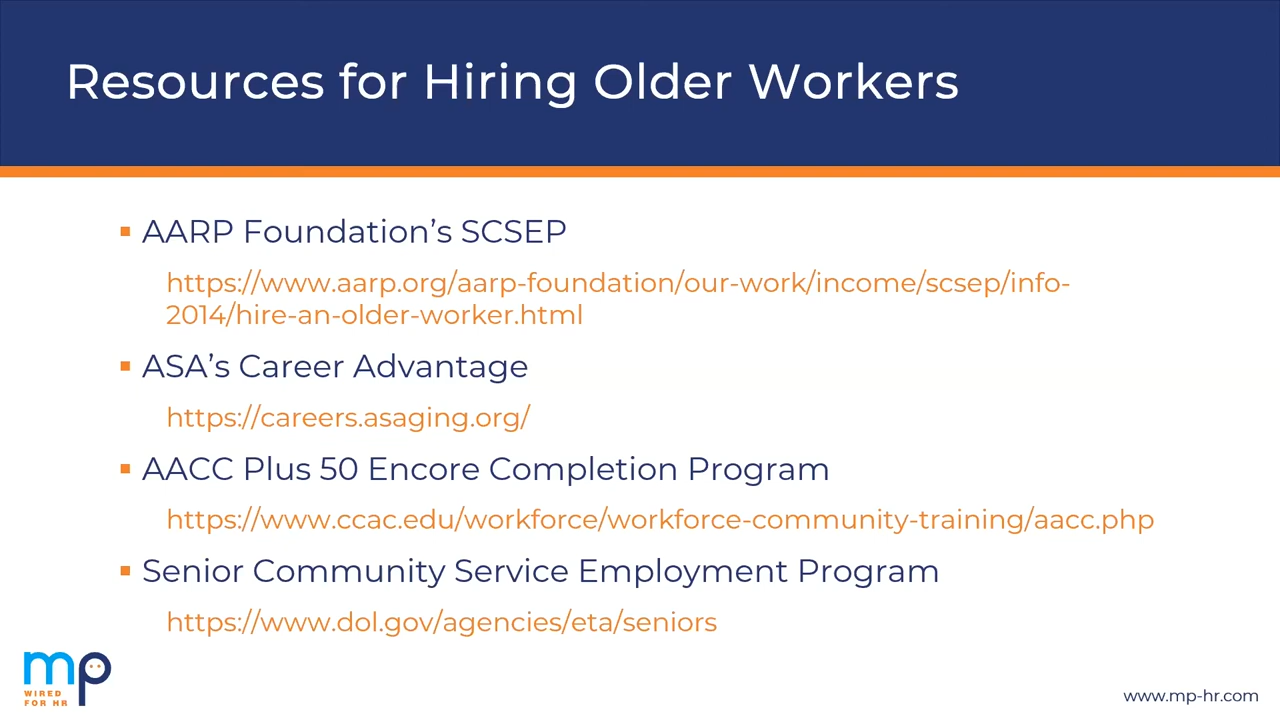 Resources for Hiring Older Workers
▪ AARP Foundation’s SCSEP
https://www.aarp.org/aarp-foundation/our-work/income/scsep/info-
2014/hire-an-older-worker.html
▪ ASA’s Career Advantage
https://careers.asaging.org/
▪ AACC Plus 50 Encore Completion Program
https://www.ccac.edu/workforce/workforce-community-training/aacc.php
▪ Senior Community Service Employment Program
https://www.dol.gov/agencies/eta/seniors
mp
WIRED
FOR HR
www.mp-hr.com